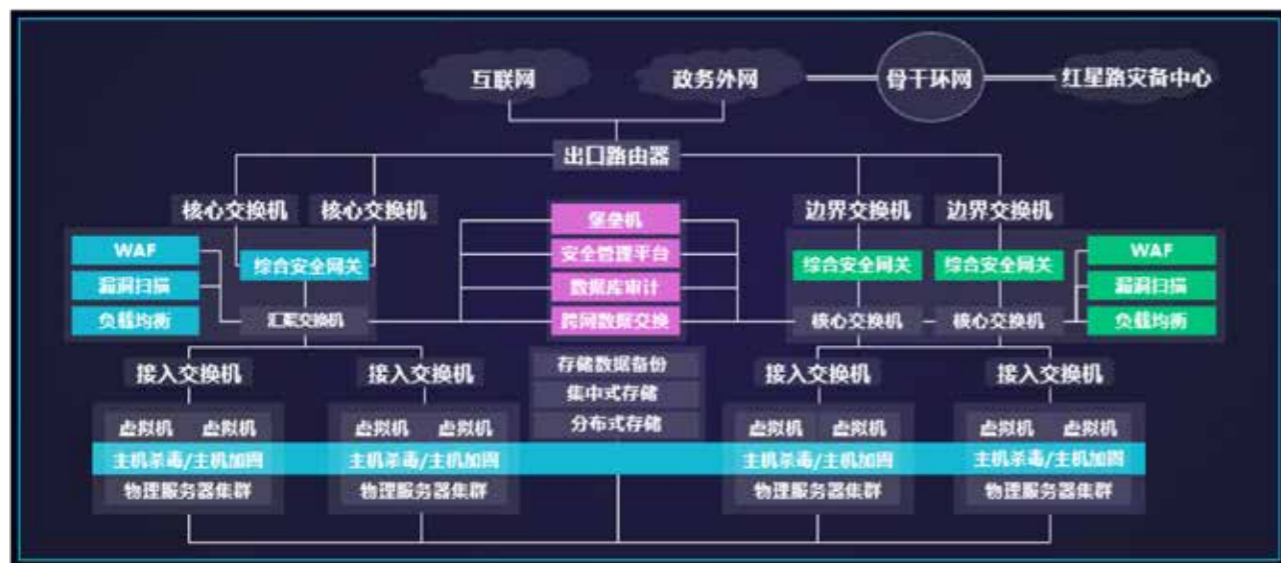 互联网 政务外网 骨干环网 红星路灾备中心
出口路由器
核心交换机 核心交换机 边界交换机 边界交换机
堡垒机
WAF 综合安全网关 安全管理平台 综合安全网关 综合安全网关 WAF
漏洞扫描 数据库审计 漏洞扫描
负载均衡 汇聚交换机 跨网数据交换 核心交换机 核心交换机 负载均衡
接入交换机 接入交换机 存储数据备份 接入交换机 接入交换机
集中式存储
虚拟机 虚拟机 虚拟机 虚拟机 分布式存储 虚拟机 虚拟机 虚拟机 虚拟机
主机杀毒/主机加固 主机杀毒/主机加固 主机杀毒/主机加固 主机杀毒/主机加固
物理服务器集群 物理服务器集群 物理服务器集群 物理服务器集群